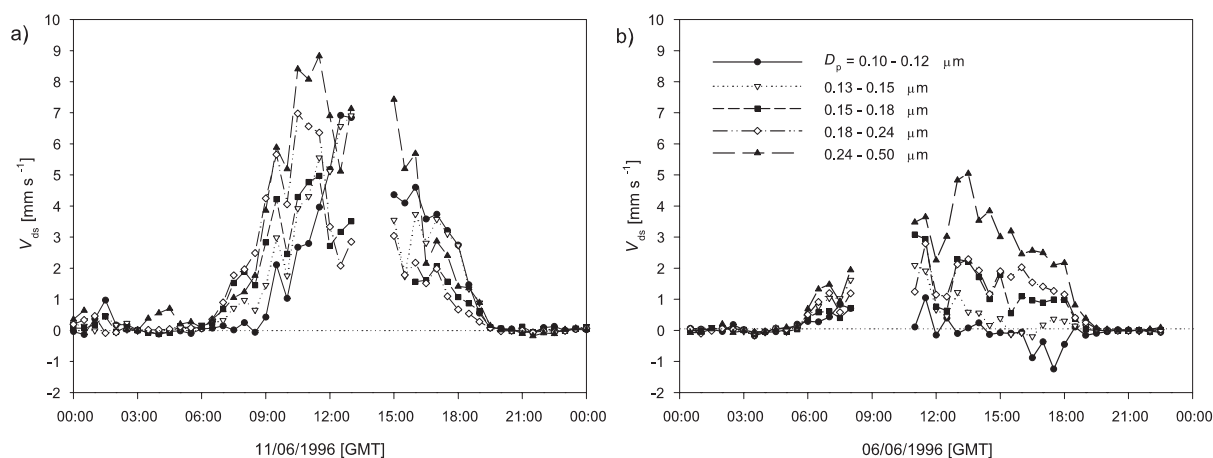 a)
V_ds [mm s⁻¹]
10
9
8
7
6
5
4
3
2
1
0
-1
-2
00:00 03:00 06:00 09:00 12:00 15:00 18:00 21:00 00:00
11/06/1996 [GMT]
b)
V_ds [mm s⁻¹]
10
9
8
7
6
5
4
3
2
1
0
-1
-2
D_p = 0.10 - 0.12 μm
0.13 - 0.15 μm
0.15 - 0.18 μm
0.18 - 0.24 μm
0.24 - 0.50 μm
00:00 03:00 06:00 09:00 12:00 15:00 18:00 21:00 00:00
06/06/1996 [GMT]